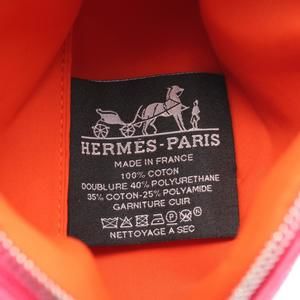 HERMES-PARIS
MADE IN FRANCE
100% COTON
DOUBLURE 40% POLYURETHANE
35% COTON-25% POLYAMIDE
GARNITURE CUIR
NETTOYAGE A SEC